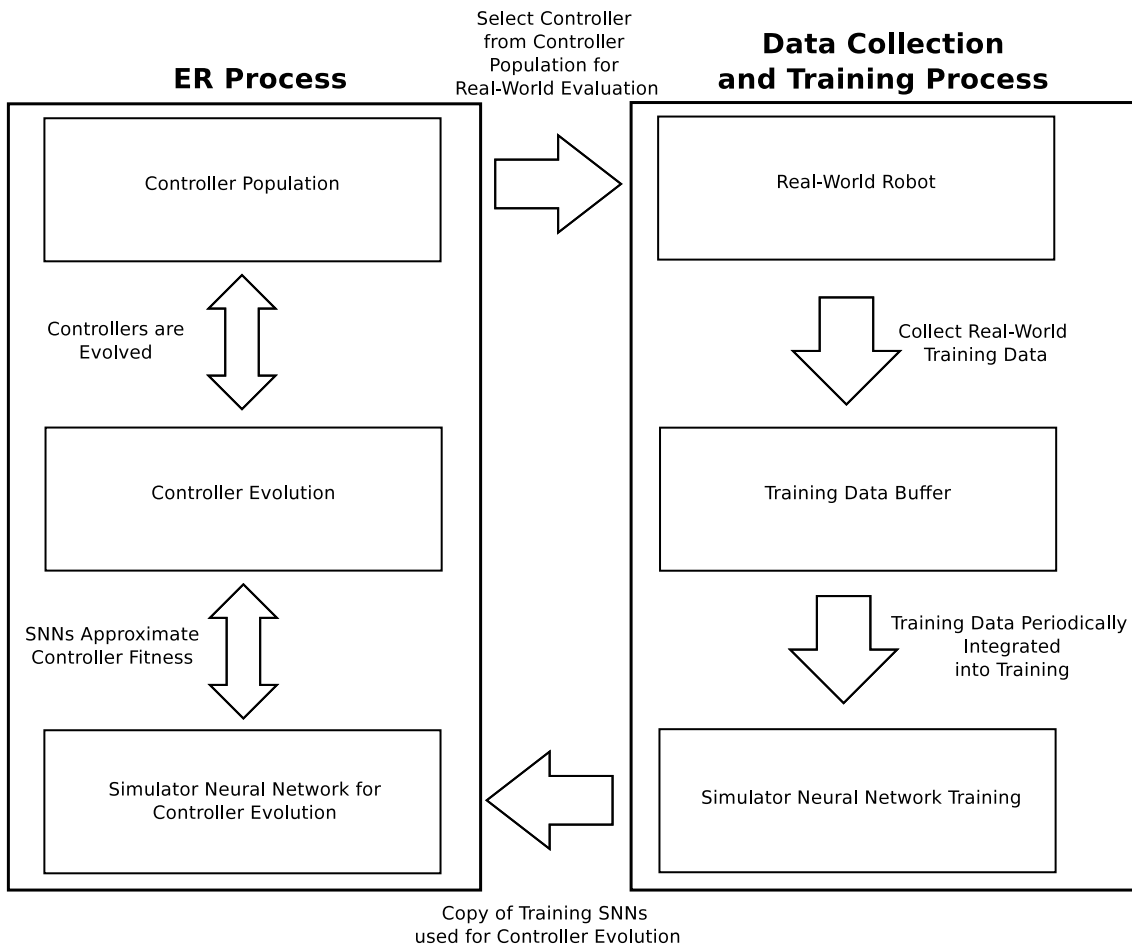 Select Controller
from Controller
Population for
Real-World Evaluation
ER Process
Data Collection
and Training Process
Controller Population
Real-World Robot
Controllers are
Evolved
Collect Real-World
Training Data
Controller Evolution
Training Data Buffer
SNNs Approximate
Controller Fitness
Training Data Periodically
Integrated
into Training
Simulator Neural Network for
Controller Evolution
Simulator Neural Network Training
Copy of Training SNNs
used for Controller Evolution